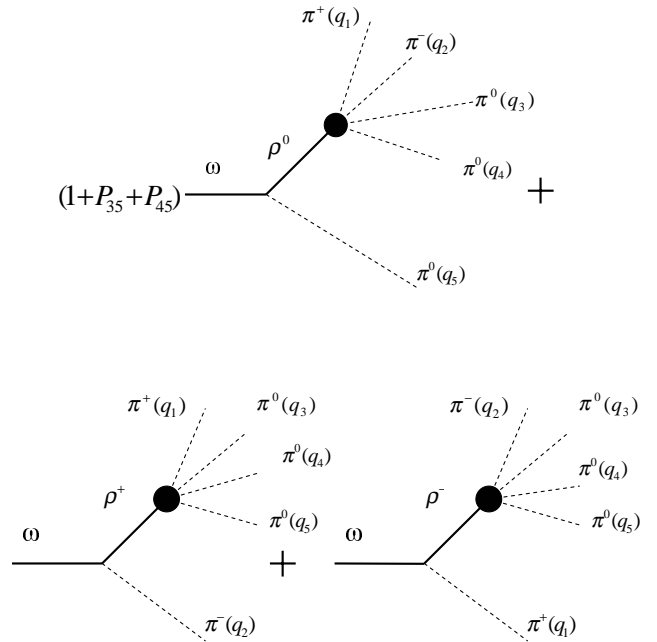 π⁺(q₁)
π⁻(q₂)
π⁰(q₃)
ρ⁰
ω
π⁰(q₄)
(1+P₃₅+P₄₅)
+
π⁰(q₅)
π⁺(q₁)
π⁰(q₃)
π⁰(q₄)
ρ⁺
π⁰(q₅)
ω
π⁻(q₂)
+
π⁻(q₂)
π⁰(q₃)
π⁰(q₄)
ρ⁻
π⁰(q₅)
ω
π⁺(q₁)